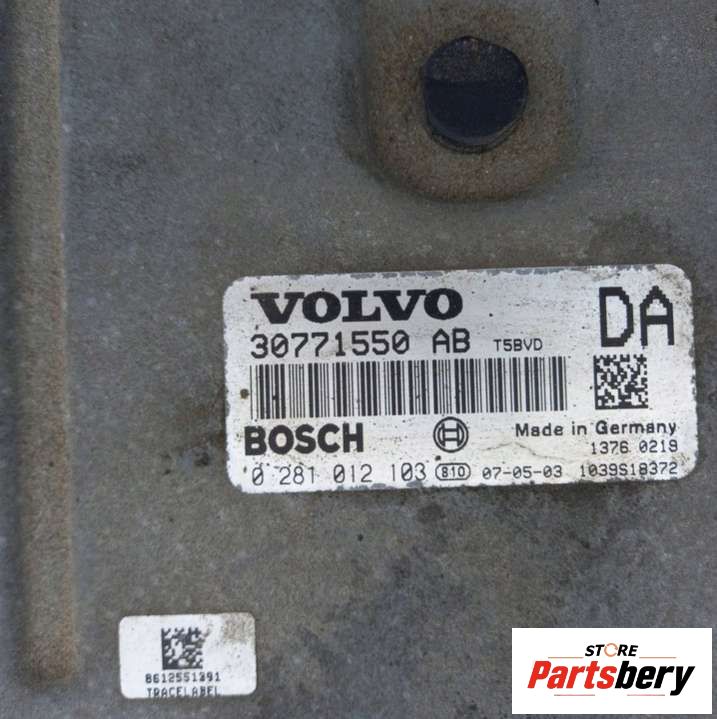 VOLVO
DA
30771550 AB T5BVD
BOSCH
Made in Germany
1376 0219
0 281 012 103 810 07-05-03 1039S18372
8612551391
TRACELABEL
STORE
Partsbery